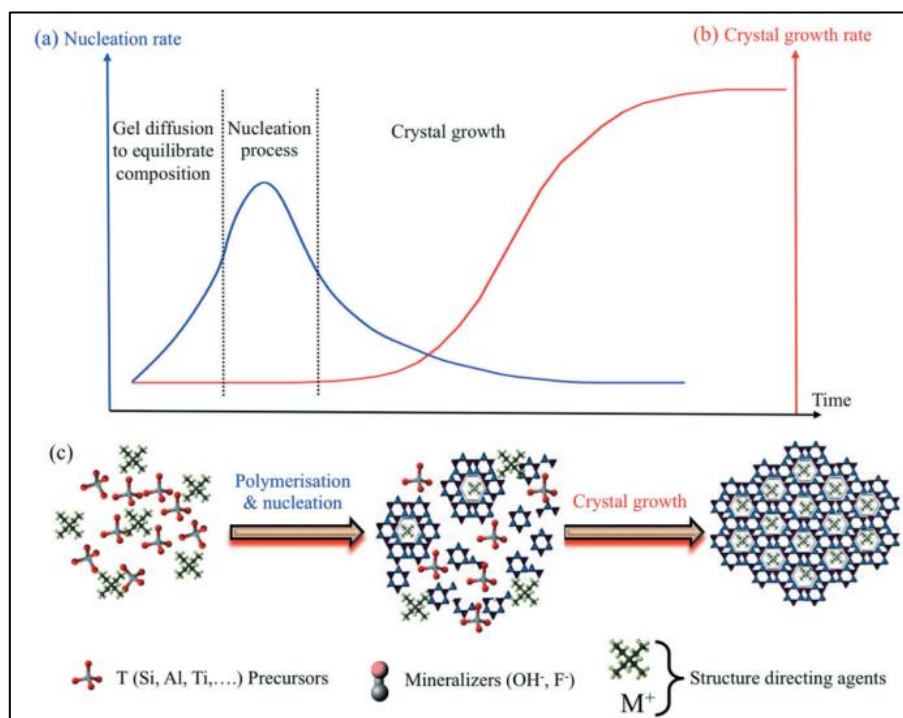 (a) Nucleation rate
(b) Crystal growth rate
Gel diffusion
to equilibrate
composition
Nucleation
process
Crystal growth
Time
(c)
Polymerisation
& nucleation
Crystal growth
T (Si, Al, Ti,....) Precursors
Mineralizers (OH⁻, F⁻)
M⁺
Structure directing agents